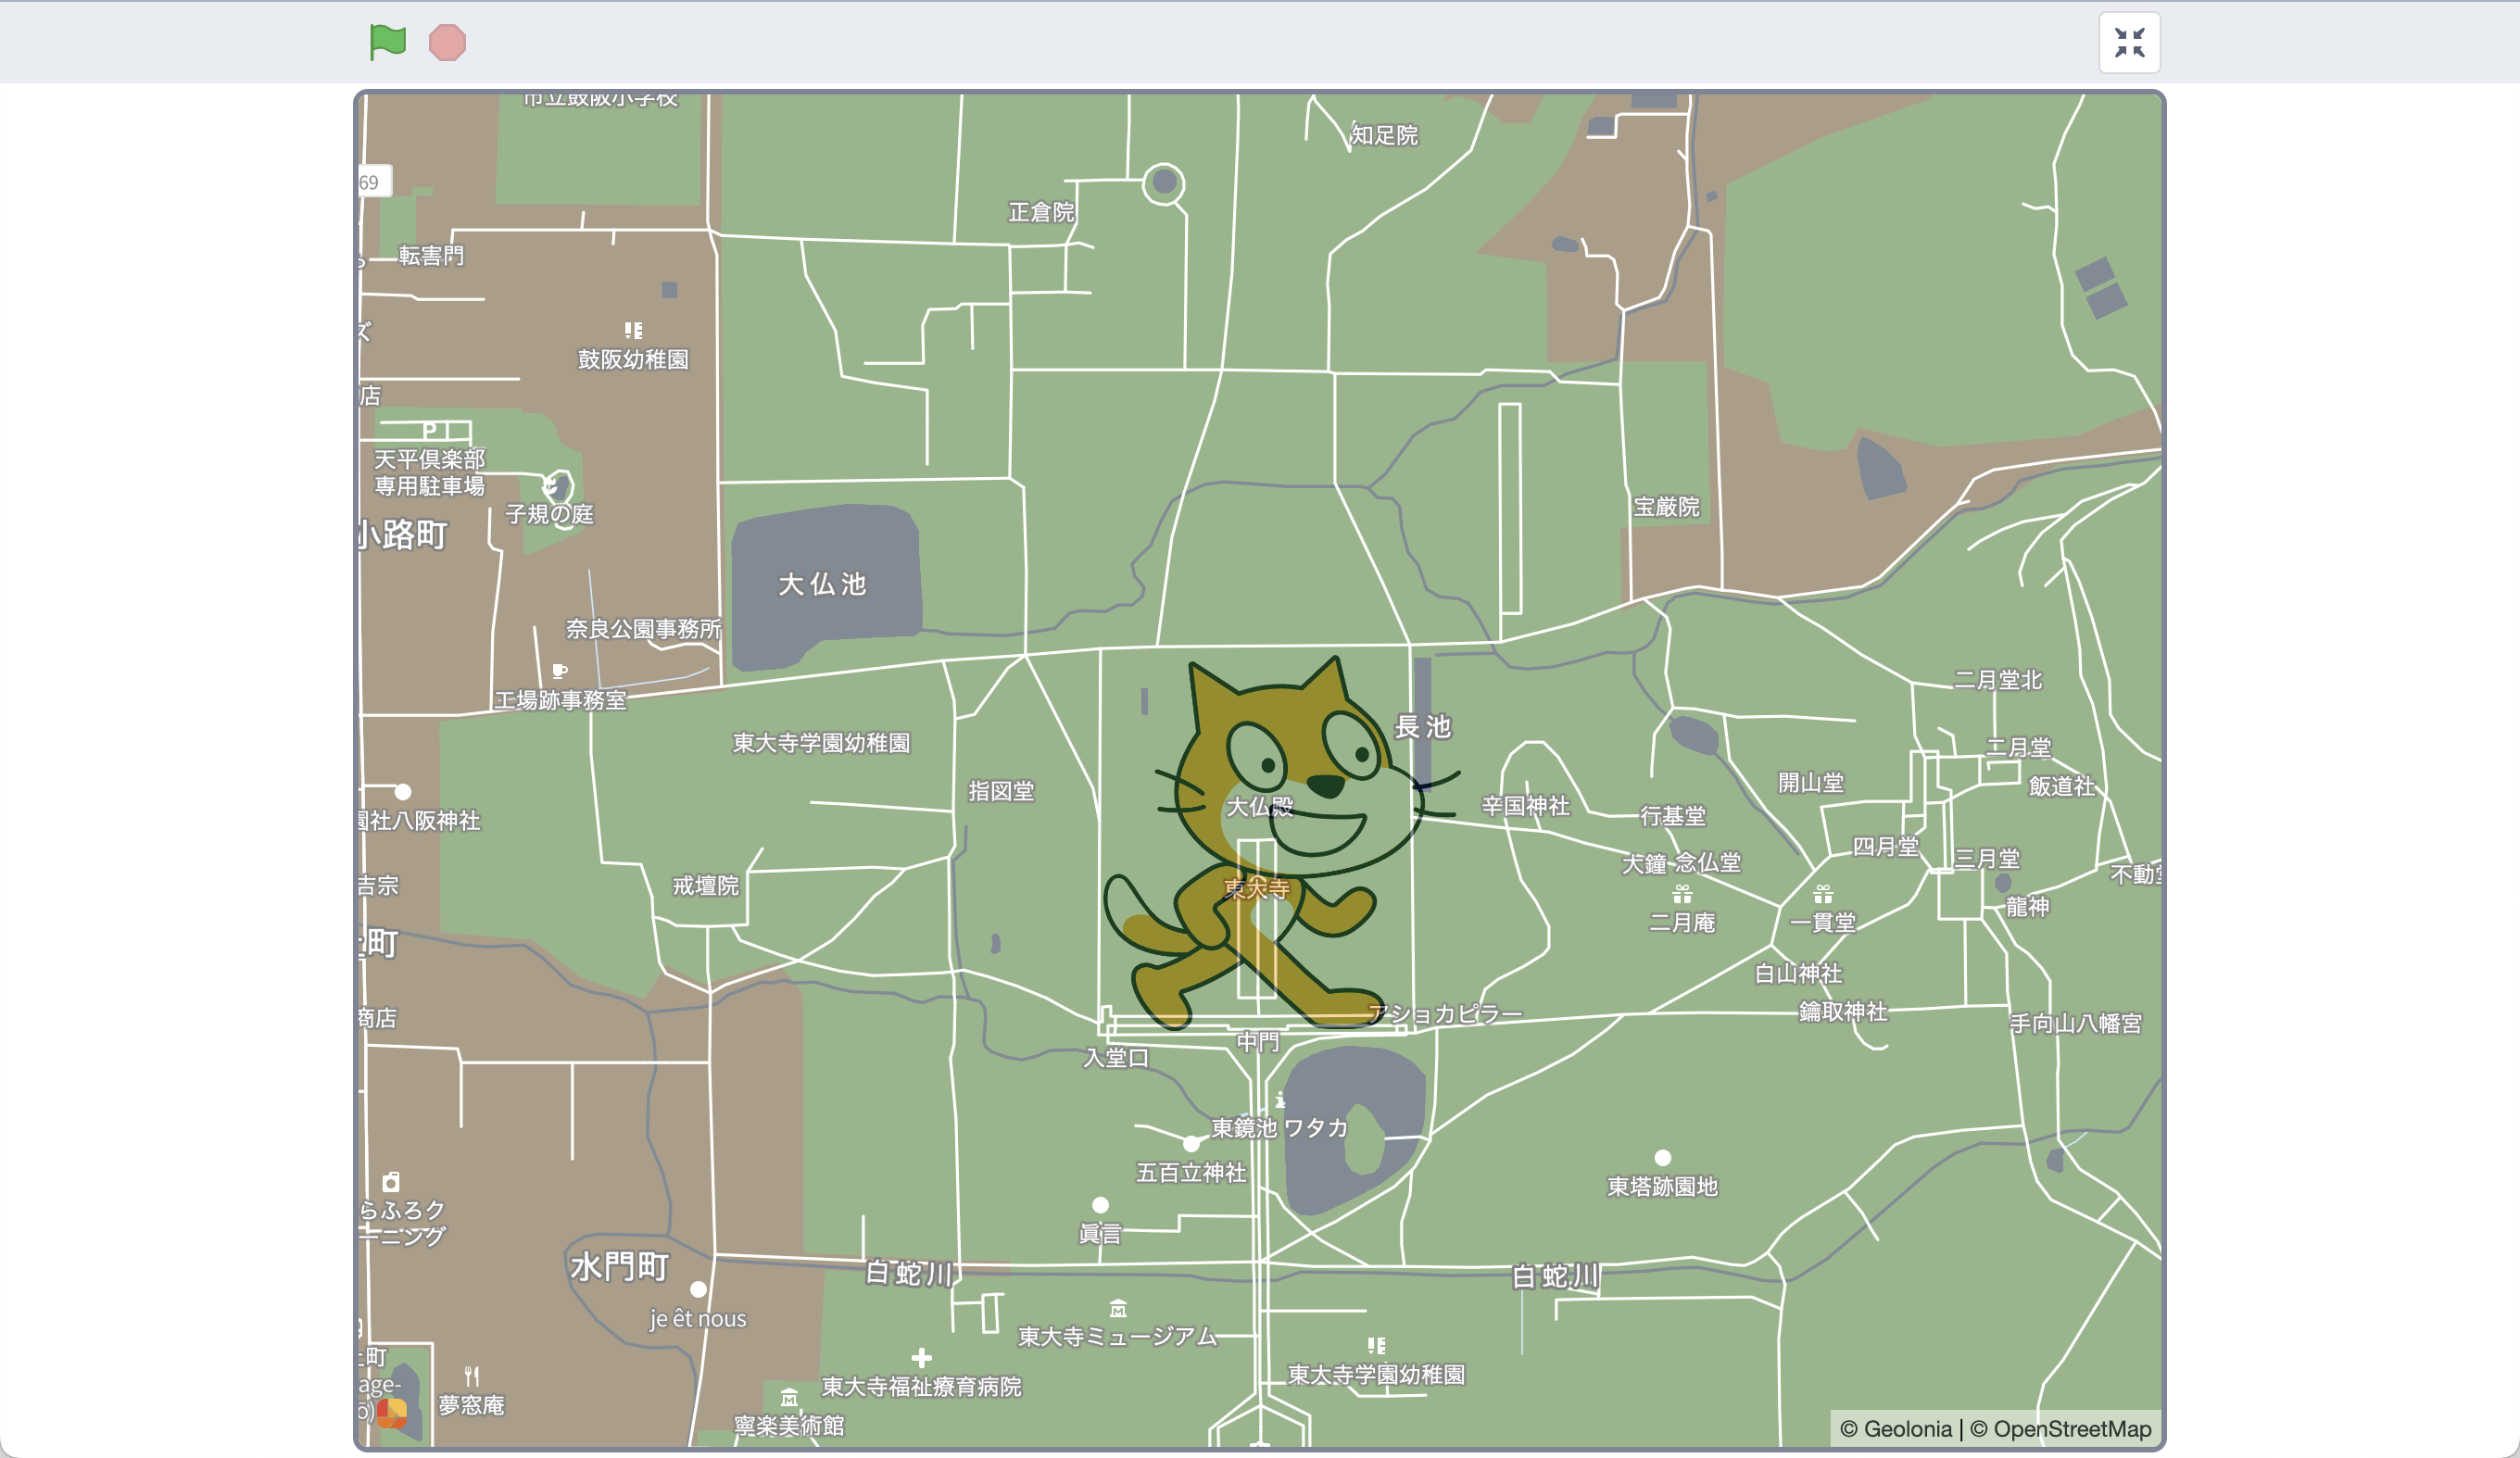 市立鼓阪小学校
知足院
69
正倉院
転害門
鼓阪幼稚園
店
P
天平倶楽部
専用駐車場
子規の庭
小路町
宝厳院
大仏池
奈良公園事務所
工場跡事務室
二月堂北
東大寺学園幼稚園
長池
二月堂
指図堂
開山堂
飯道社
大仏殿
辛国神社
行基堂
園社八阪神社
四月堂
三月堂
大鐘 念仏堂
不動堂
吉宗
戒壇院
東大寺
龍神
二月庵
一貫堂
町
白山神社
アショカピラー
鑰取神社
商店
手向山八幡宮
中門
入堂口
東鏡池 ワタカ
五百立神社
東塔跡園地
らふろク
ーニング
眞言
水門町
白蛇川
白蛇川
je êt nous
東大寺ミュージアム
上町
東大寺学園幼稚園
age-
東大寺福祉療育病院
夢窓庵
寧楽美術館
© Geolonia | © OpenStreetMap